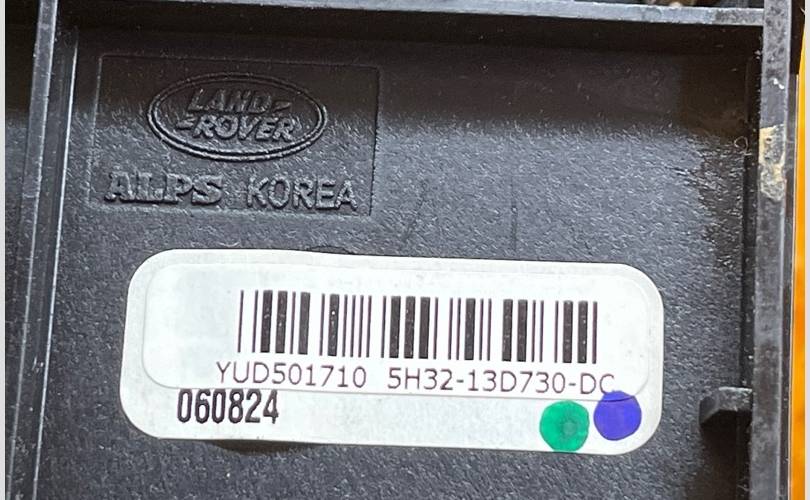 LAND-
-ROVER
ALPS KOREA
YUD501710 5H32-13D730-DC
060824